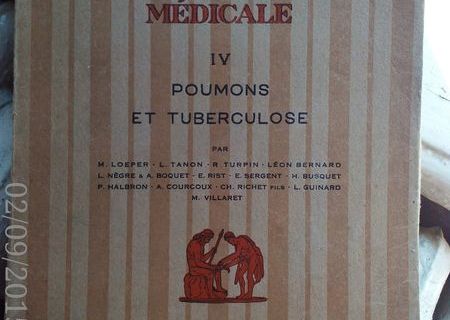 MÉDICALE
IV
POUMONS
ET TUBERCULOSE
PAR
M. LOEPER · L. TANON · R. TURPIN · LÉON BERNARD
L. NÈGRE & A. BOQUET · E. RIST · E. SERGENT · H. BUSQUET
P. HALBRON · A. COURCOUX · CH. RICHET FILS · L. GUINARD
M. VILLARET
02/09/201